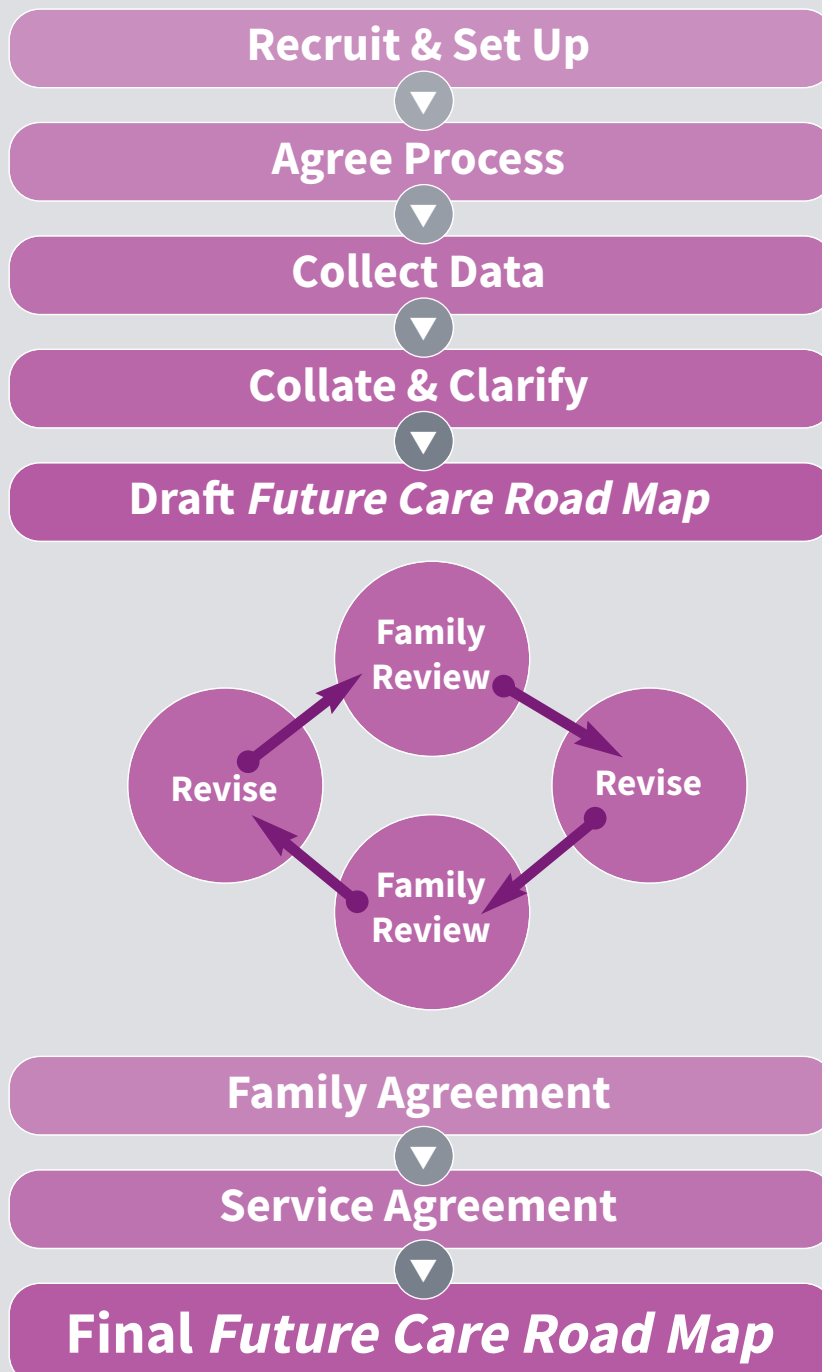 Recruit & Set Up
Agree Process
Collect Data
Collate & Clarify
Draft Future Care Road Map
Family
Review
Revise
Revise
Family
Review
Family Agreement
Service Agreement
Final Future Care Road Map